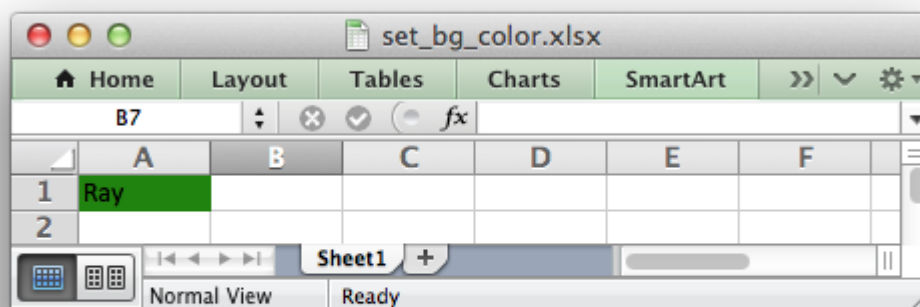 set_bg_color.xlsx
Home Layout Tables Charts SmartArt
B7 fx
A B C D E F
1 Ray
2
Sheet1
Normal View Ready